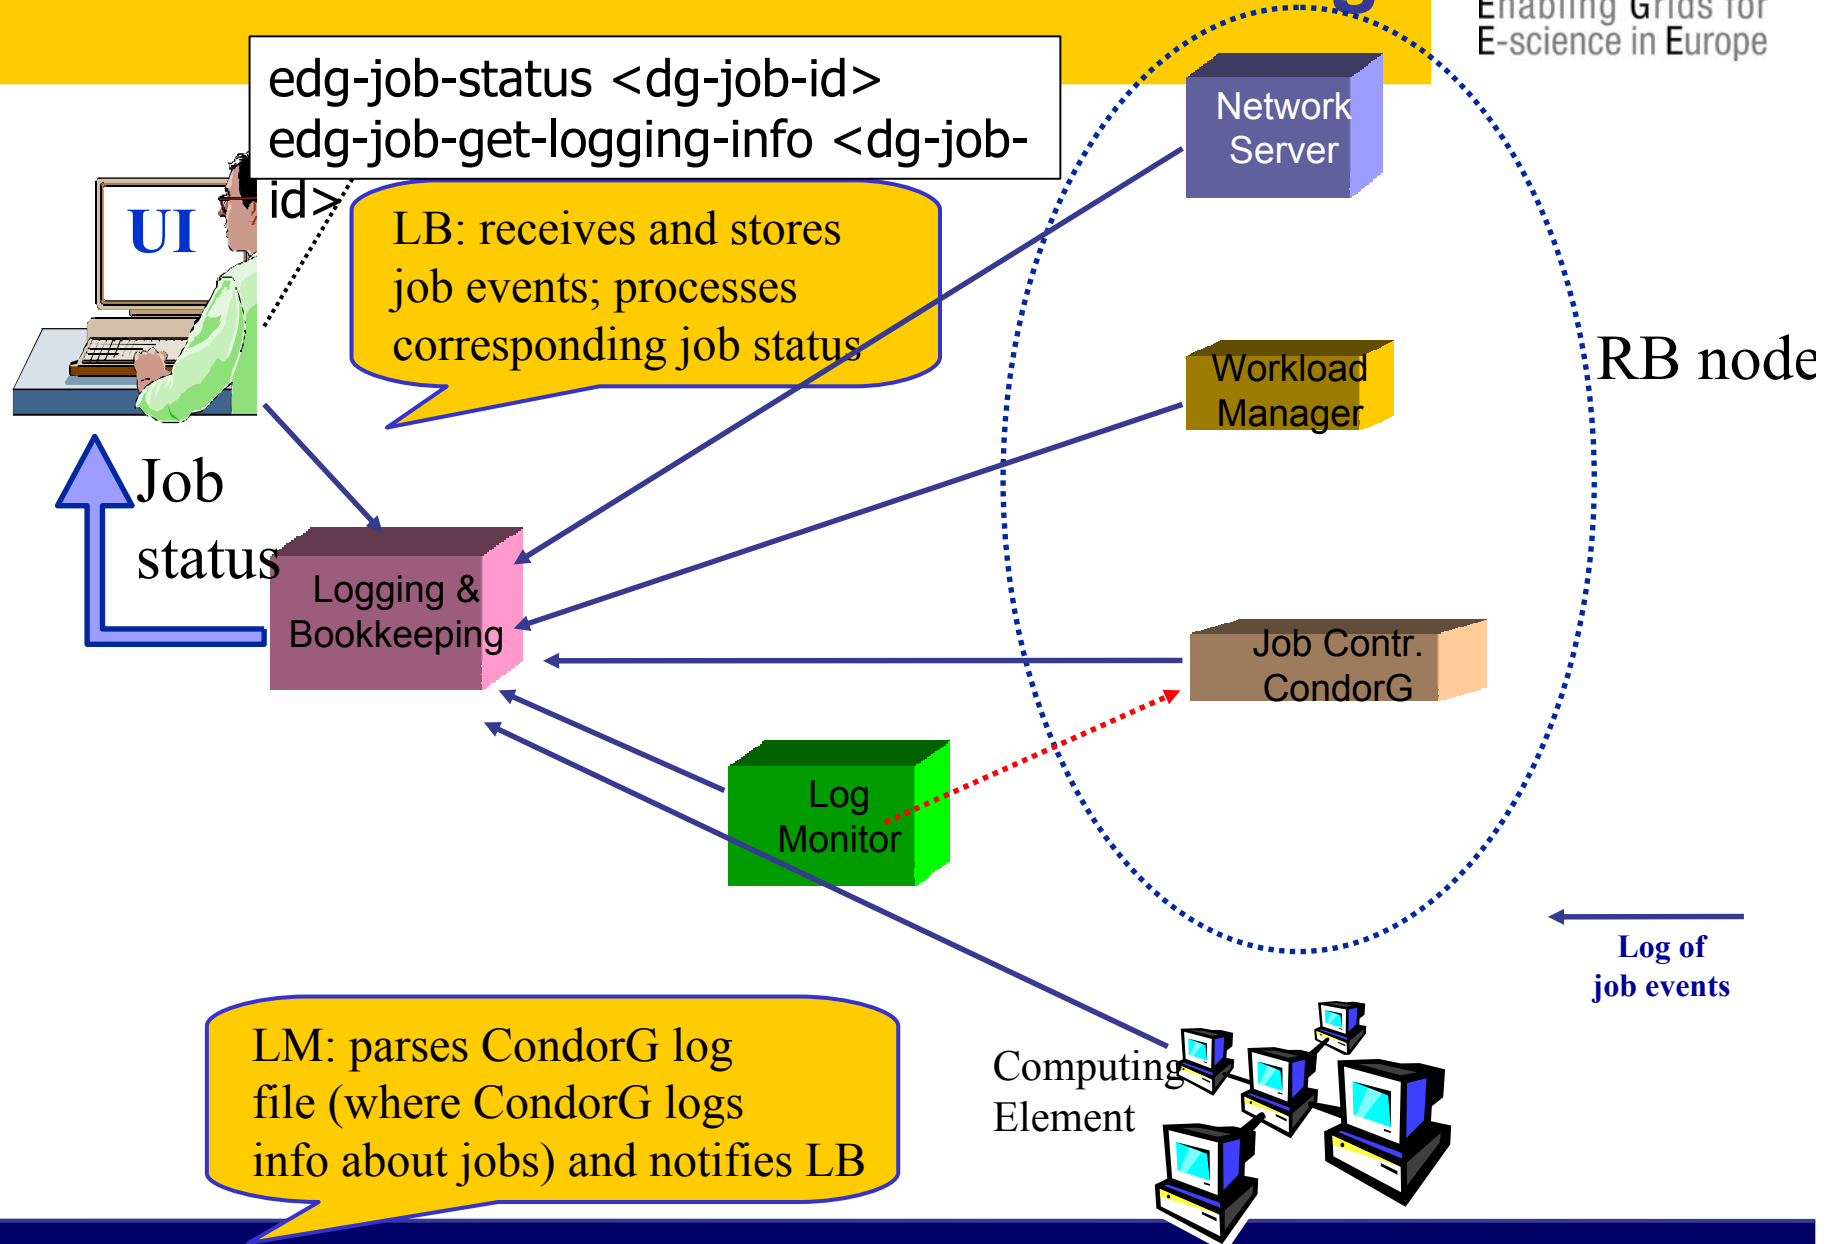 Enabling Grids for
E-science in Europe
edg-job-status <dg-job-id>
edg-job-get-logging-info <dg-job-
id>
Network
Server
UI
LB: receives and stores
job events; processes
corresponding job status
Workload
Manager
RB node
Job
status
Logging &
Bookkeeping
Job Contr.
CondorG
Log
Monitor
Log of
job events
LM: parses CondorG log
file (where CondorG logs
info about jobs) and notifies LB
Computing
Element